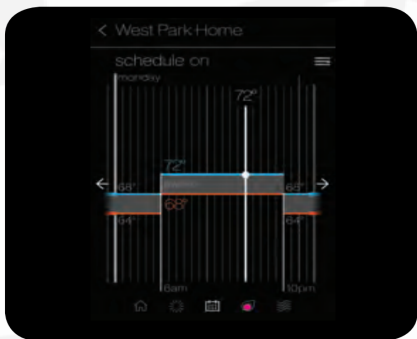 < West Park Home
schedule on
monday
72°
72°
68° 68°
68°
64° 64°
6am 10pm